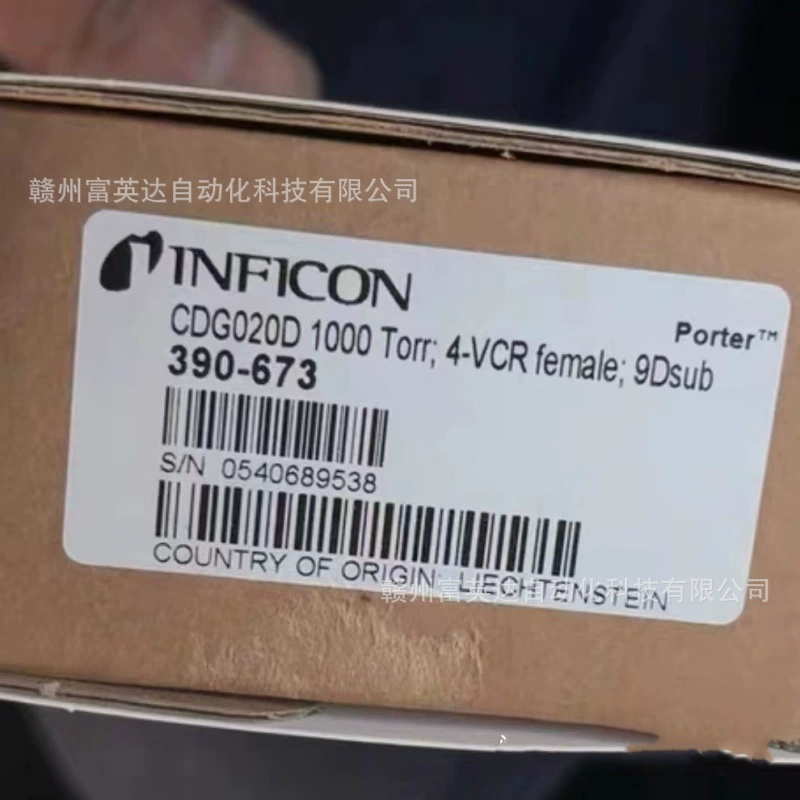 赣州富英达自动化科技有限公司
INFICON
Porter™
CDG020D 1000 Torr; 4-VCR female; 9Dsub
390-673
S/N 0540689538
COUNTRY OF ORIGIN: LIECHTENSTEIN
赣州富英达自动化科技有限公司